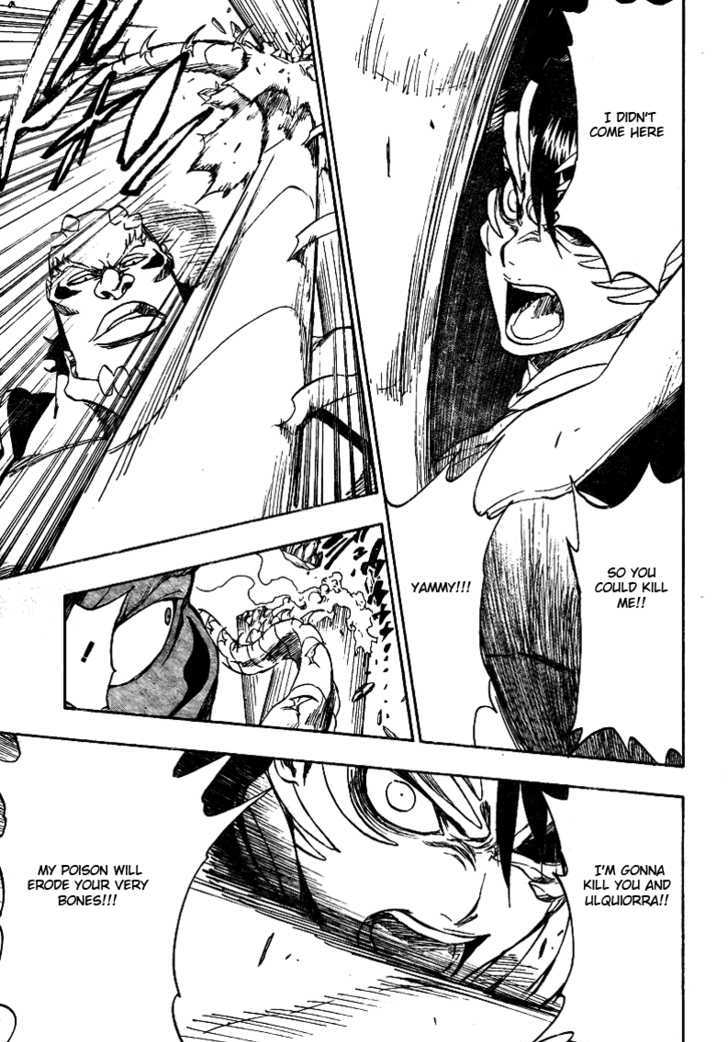 I DIDN'T
COME HERE
SO YOU
COULD KILL
ME!!
YAMMY!!!
!
I'M GONNA
KILL YOU AND
ULQUIORRA!!
MY POISON WILL
ERODE YOUR VERY
BONES!!!